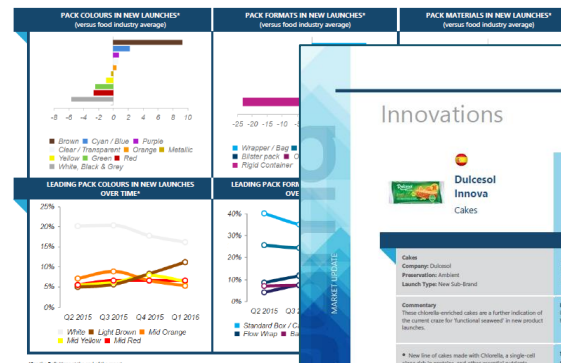 PACK COLOURS IN NEW LAUNCHES*
(versus food industry average)
-8 -6 -4 -2 0 2 4 6 8 10
Brown Cyan / Blue Purple
Clear / Transparent Orange Metallic
Yellow Green Red
White, Black & Grey
PACK FORMATS IN NEW LAUNCHES*
(versus food industry average)
-25 -20 -15 -10
Wrapper / Bag
Blister pack
Rigid Container
PACK MATERIALS IN NEW LAUNCHES*
(versus food industry average)
LEADING PACK COLOURS IN NEW LAUNCHES
OVER TIME*
25%
20%
15%
10%
5%
0%
Q2 2015 Q3 2015 Q4 2015 Q1 2016
White Light Brown Mid Orange
Mid Yellow Mid Red
LEADING PACK FORM
OVE
40%
30%
20%
10%
0%
Q2 2015 Q3
Standard Box / Ca
Flow Wrap Ba
MARKET UPDATE
Innovations
Dulcesol
Innova
Cakes
Cakes
Company: Dulcesol
Preservation: Ambient
Launch Type: New Sub-Brand
Commentary
These chlorella-enriched cakes are a further indication of
the current craze for 'functional seaweed' in new product
launches.
* New line of cakes made with Chlorella, a single-cell